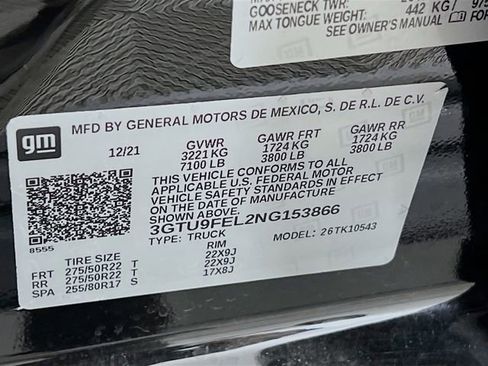 GOOSENECK TWR:
MAX TONGUE WEIGHT: 442 KG/ 975
SEE OWNER'S MANUAL FOR
gm
MFD BY GENERAL MOTORS DE MEXICO, S. DE R.L. DE C.V.
12/21 GVWR GAWR FRT GAWR RR
3221 KG 1724 KG 1724 KG
7100 LB 3800 LB 3800 LB
THIS VEHICLE CONFORMS TO ALL
APPLICABLE U.S. FEDERAL MOTOR
VEHICLE SAFETY STANDARDS IN EFFECT
ON THE DATE OF MANUFACTURE
SHOWN ABOVE.
3GTU9FEL2NG153866
TYPE: TRUCK MODEL: 26TK10543
8555
TIRE SIZE RIM
FRT 275/50R22 T 22X9J
RR 275/50R22 T 22X9J
SPA 255/80R17 S 17X8J